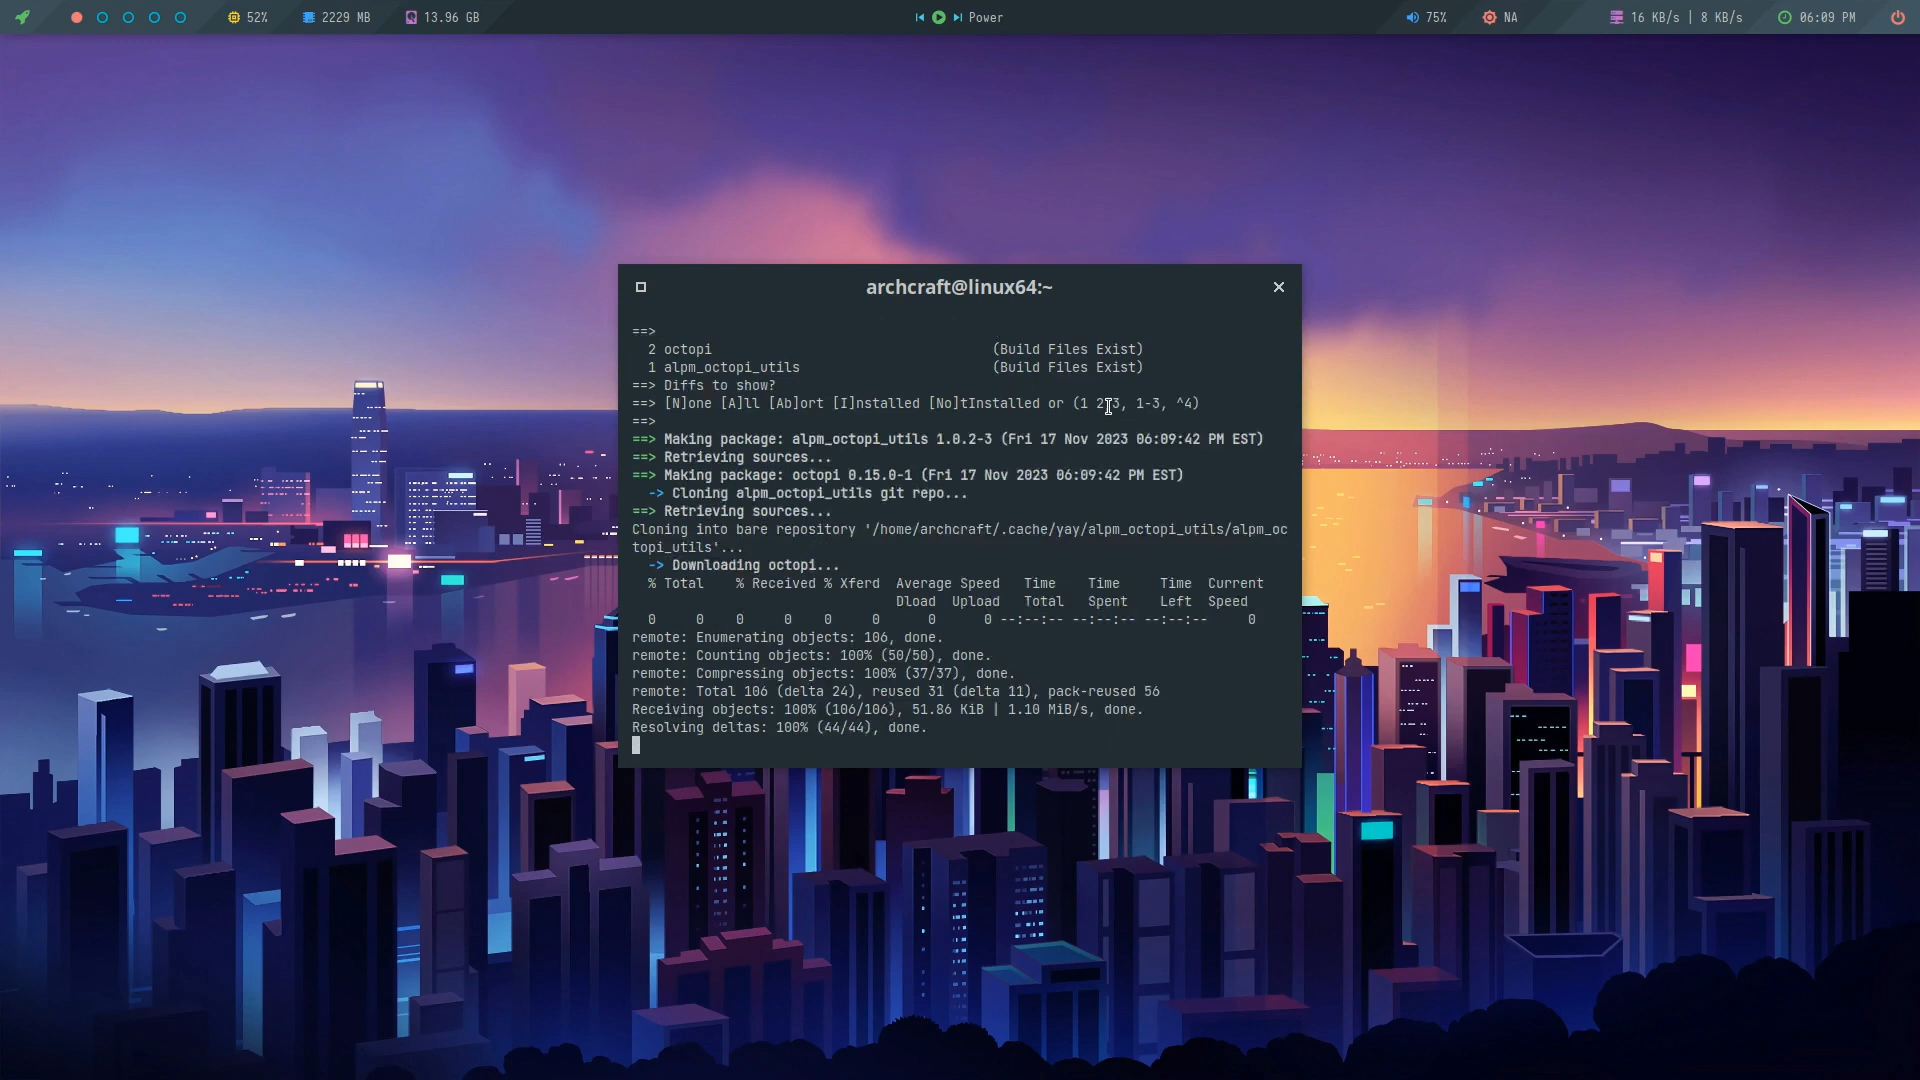 52% 2229 MB 13.96 GB Power 75% NA 16 KB/s | 8 KB/s 06:09 PM
archcraft@linux64:~
==>
2 octopi (Build Files Exist)
1 alpm_octopi_utils (Build Files Exist)
==> Diffs to show?
==> [N]one [A]ll [Ab]ort [I]nstalled [No]tInstalled or (1 2 3, 1-3, ^4)
==>
==> Making package: alpm_octopi_utils 1.0.2-3 (Fri 17 Nov 2023 06:09:42 PM EST)
==> Retrieving sources...
==> Making package: octopi 0.15.0-1 (Fri 17 Nov 2023 06:09:42 PM EST)
-> Cloning alpm_octopi_utils git repo...
==> Retrieving sources...
Cloning into bare repository '/home/archcraft/.cache/yay/alpm_octopi_utils/alpm_oc
topi_utils'...
-> Downloading octopi...
% Total % Received % Xferd Average Speed Time Time Time Current
Dload Upload Total Spent Left Speed
0 0 0 0 0 0 0 0 --:--:-- --:--:-- --:--:-- 0
remote: Enumerating objects: 106, done.
remote: Counting objects: 100% (50/50), done.
remote: Compressing objects: 100% (37/37), done.
remote: Total 106 (delta 24), reused 31 (delta 11), pack-reused 56
Receiving objects: 100% (106/106), 51.86 KiB | 1.10 MiB/s, done.
Resolving deltas: 100% (44/44), done.